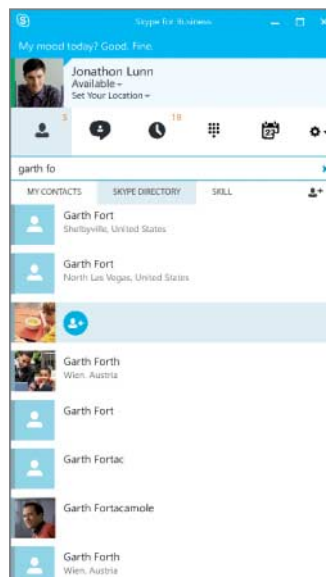 Skype for Business
My mood today? Good. Fine.
Jonathon Lunn
Available
Set Your Location
5
18
23
garth fo
MY CONTACTS SKYPE DIRECTORY SKILL
Garth Fort
Shelbyville, United States
Garth Fort
North Las Vegas, United States
Garth Forth
Wien, Austria
Garth Fort
Garth Fortac
Garth Fortacamole
Garth Forth
Wien, Austria